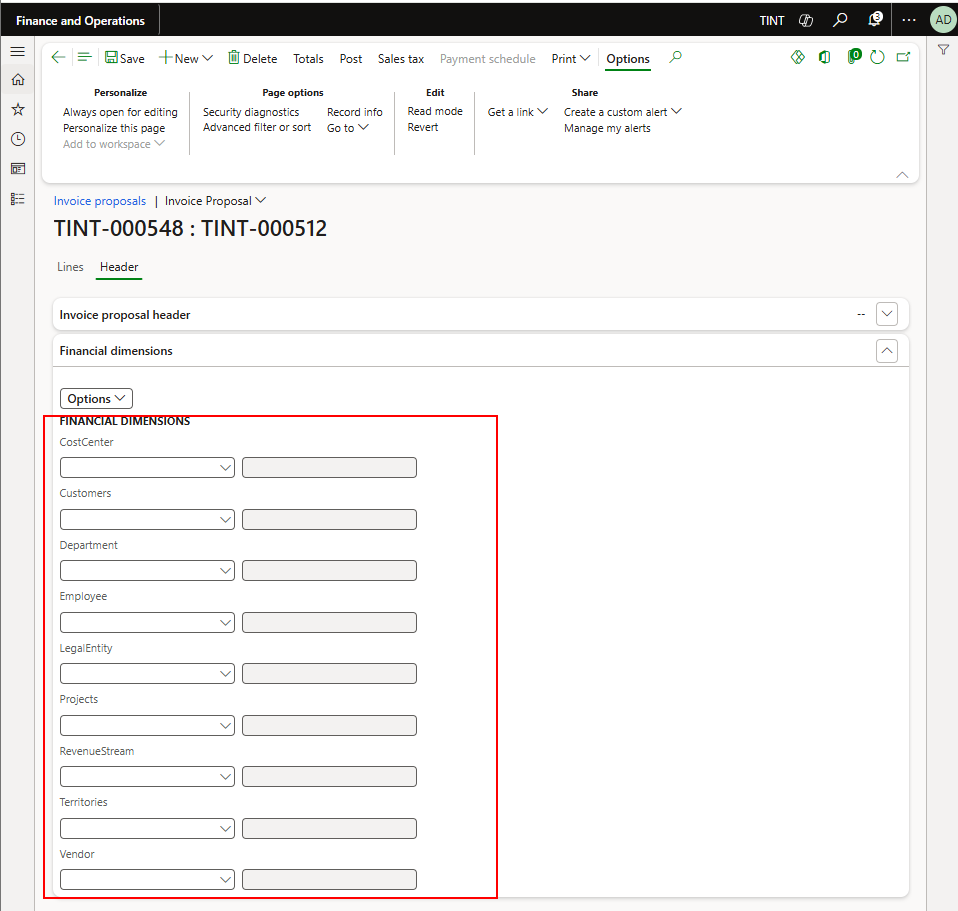 Finance and Operations
TINT
3
AD
Save
New
Delete
Totals
Post
Sales tax
Payment schedule
Print
Options
0
Personalize
Always open for editing
Personalize this page
Add to workspace
Page options
Security diagnostics
Advanced filter or sort
Record info
Go to
Edit
Read mode
Revert
Get a link
Share
Create a custom alert
Manage my alerts
Invoice proposals | Invoice Proposal
TINT-000548 : TINT-000512
Lines
Header
Invoice proposal header
--
Financial dimensions
Options
FINANCIAL DIMENSIONS
CostCenter
Customers
Department
Employee
LegalEntity
Projects
RevenueStream
Territories
Vendor